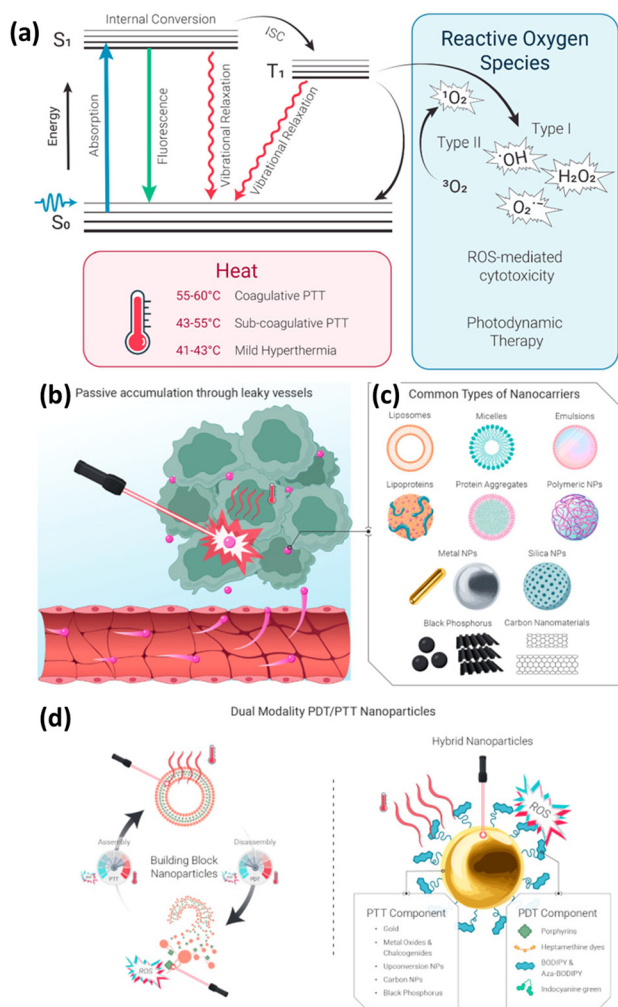 (a)
Internal Conversion
S₁
ISC
T₁
Energy
Absorption
Fluorescence
Vibrational Relaxation
Vibrational Relaxation
S₀
Reactive Oxygen
Species
¹O₂
Type II
Type I
·OH
H₂O₂
³O₂
O₂·⁻
ROS-mediated
cytotoxicity
Photodynamic
Therapy
Heat
55-60°C Coagulative PTT
43-55°C Sub-coagulative PTT
41-43°C Mild Hyperthermia
(b)
Passive accumulation through leaky vessels
(c)
Common Types of Nanocarriers
Liposomes
Micelles
Emulsions
Lipoproteins
Protein Aggregates
Polymeric NPs
Metal NPs
Silica NPs
Black Phosphorus
Carbon Nanomaterials
(d)
Dual Modality PDT/PTT Nanoparticles
Assembly
PTT
Building Block
Nanoparticles
Disassembly
PDT
ROS
Hybrid Nanoparticles
ROS
PTT Component
• Gold
• Metal Oxides &
Chalcogenides
• Upconversion NPs
• Carbon NPs
• Black Phosphorus
PDT Component
Porphyrins
Heptamethine dyes
BODIPY &
Aza-BODIPY
Indocyanine green